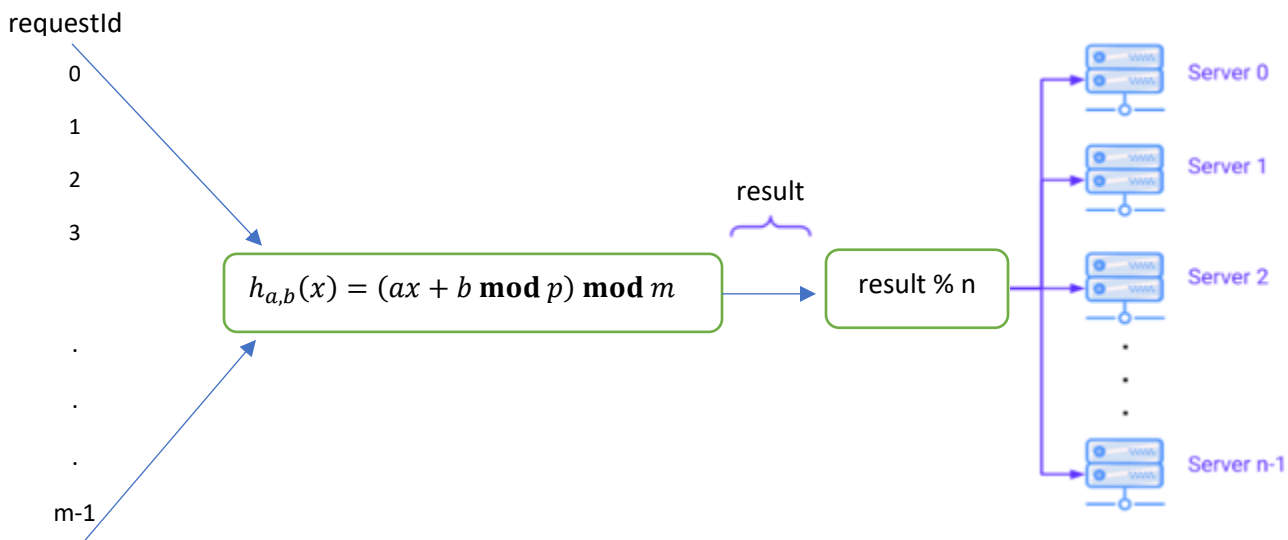 requestId
0
1
2
3
.
.
.
m-1
h_{a,b}(x) = (ax + b mod p) mod m
result
result % n
Server 0
Server 1
Server 2
.
.
.
Server n-1